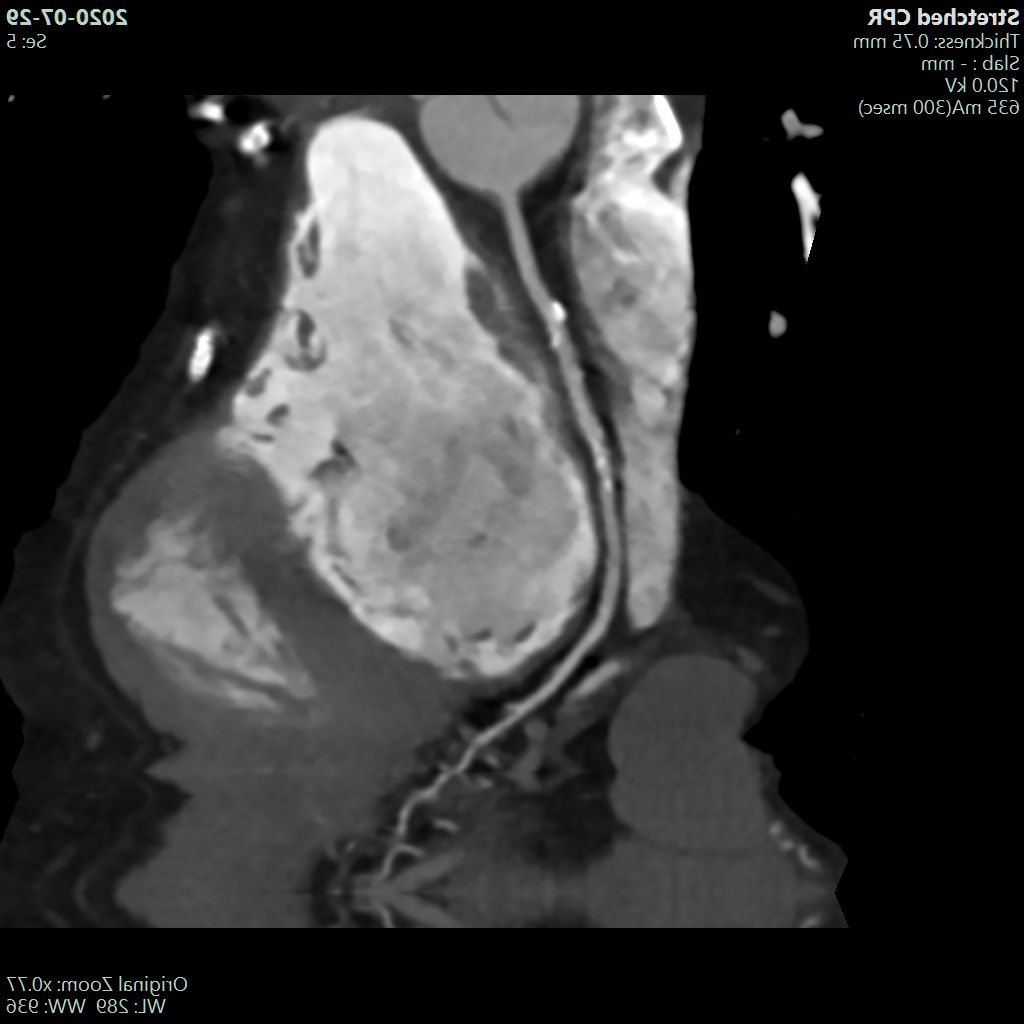 Stretched CPR
Thickness: 0.75 mm
Slab : - mm
120.0 kV
635 mA(300 msec)
2020-07-29
Se: 5
Original Zoom: x0.77
WL: 289 WW: 936